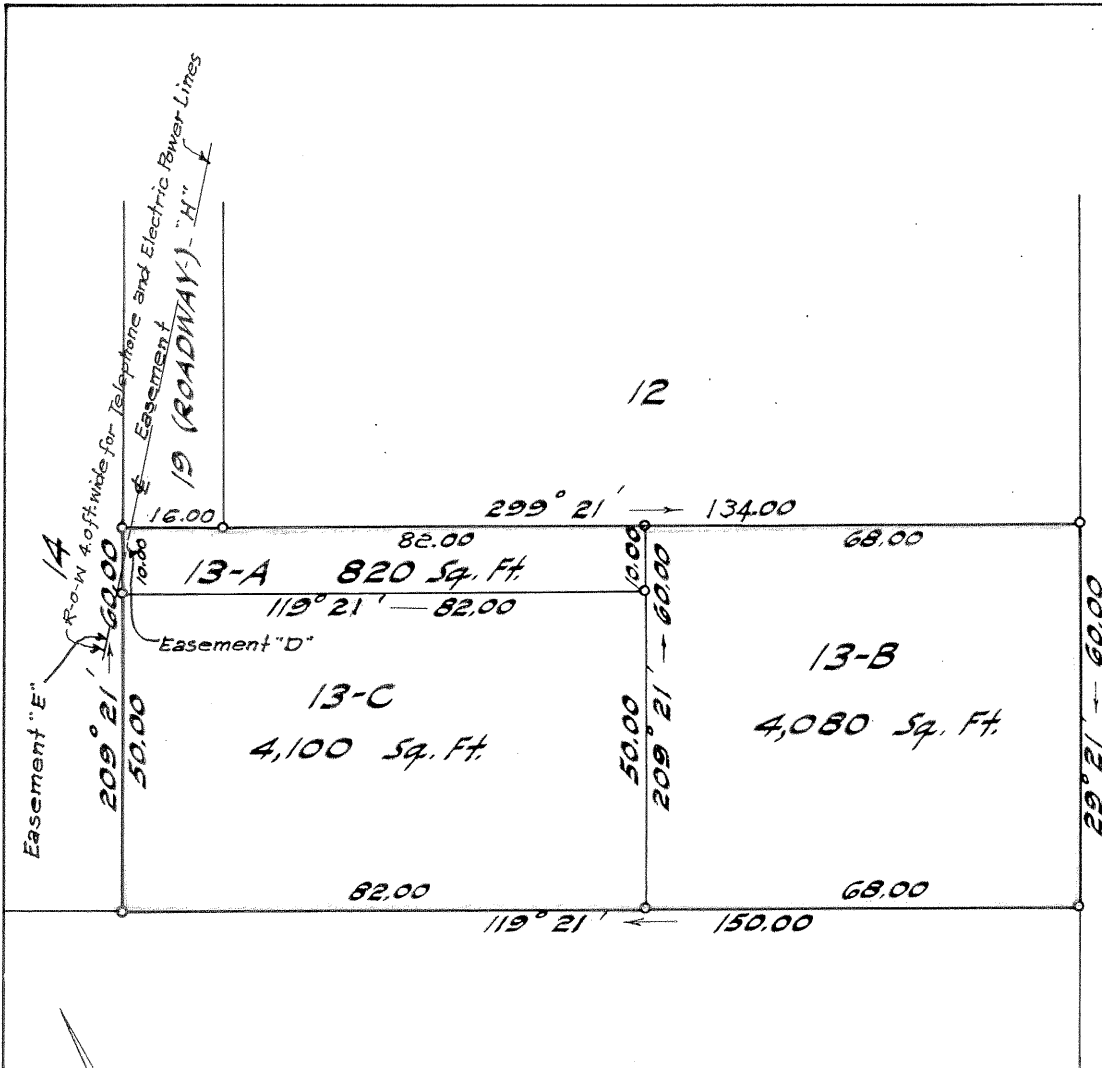 R-o-W 4.0 ft. wide for Telephone and Electric Power Lines
℄ Easement
19 (ROADWAY) - "H"
12
14
16.00
299° 21' → 134.00
82.00
68.00
10.00
13-A 820 Sq. Ft.
10.00
119° 21' — 82.00
Easement "D"
Easement "E"
209° 21' → 60.00
50.00
13-C
4,100 Sq. Ft.
50.00
209° 21' → 60.00
13-B
4,080 Sq. Ft.
29° 21' ← 60.00
82.00
68.00
119° 21' ← 150.00